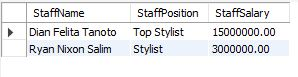 StaffName StaffPosition StaffSalary
Dian Felita Tanoto Top Stylist 15000000.00
Ryan Nixon Salim Stylist 3000000.00